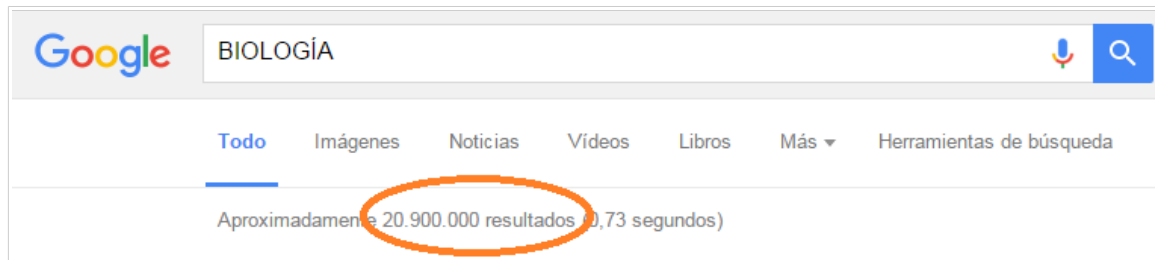 Google BIOLOGÍA
Todo Imágenes Noticias Vídeos Libros Más Herramientas de búsqueda
Aproximadamente 20.900.000 resultados (0,73 segundos)